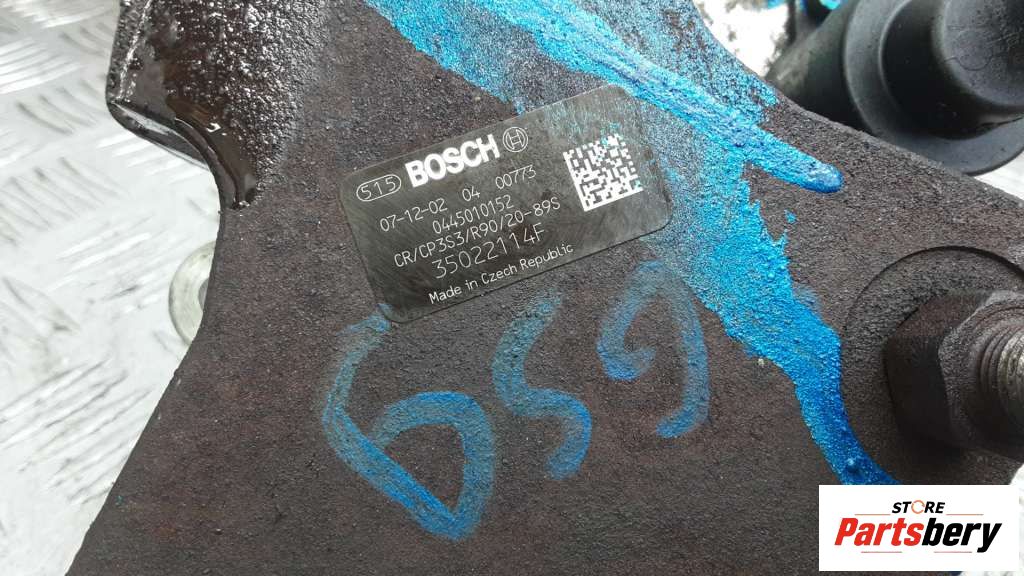 515 BOSCH
07-12-02 04 00773
0445010152
CR/CP3S3/R90/20-89S
35022114F
Made in Czech Republic
659
STORE
Partsbery